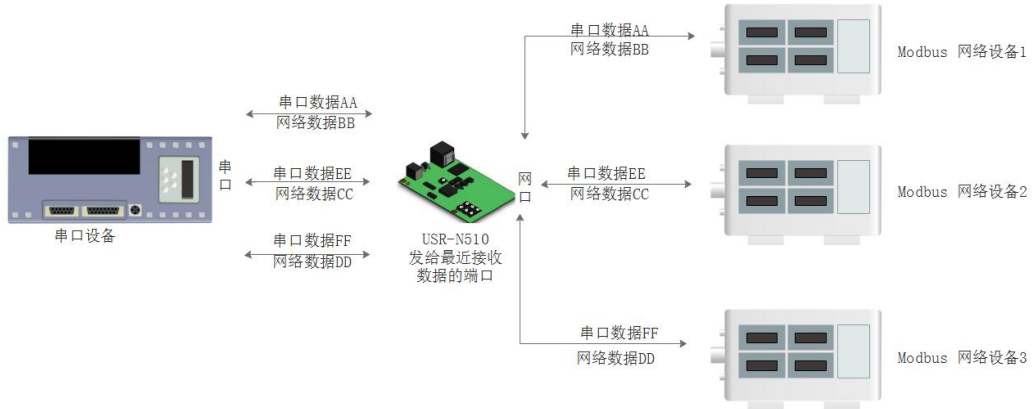 串口数据AA
网络数据BB
Modbus 网络设备1
串口数据AA
网络数据BB
串口
串口数据EE
网络数据CC
网口
串口数据EE
网络数据CC
Modbus 网络设备2
串口设备
串口数据FF
网络数据DD
USR-N510
发给最近接收
数据的端口
串口数据FF
网络数据DD
Modbus 网络设备3